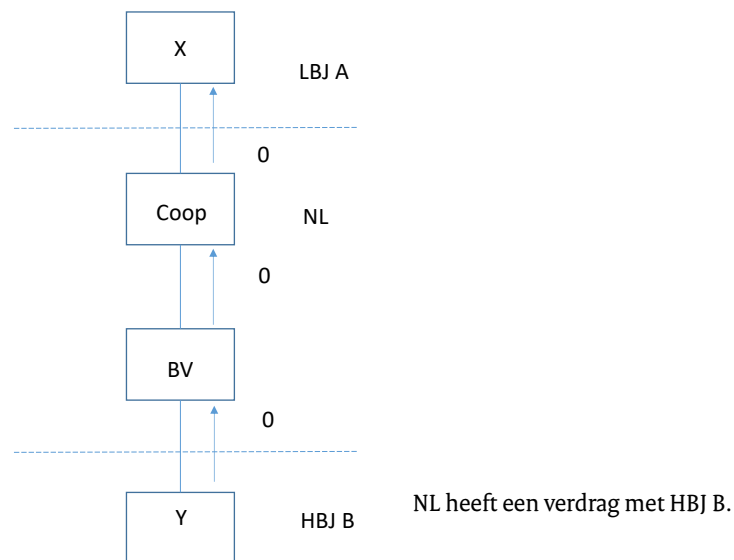 X
LBJ A
0
Coop
NL
0
BV
0
Y
HBJ B
NL heeft een verdrag met HBJ B.